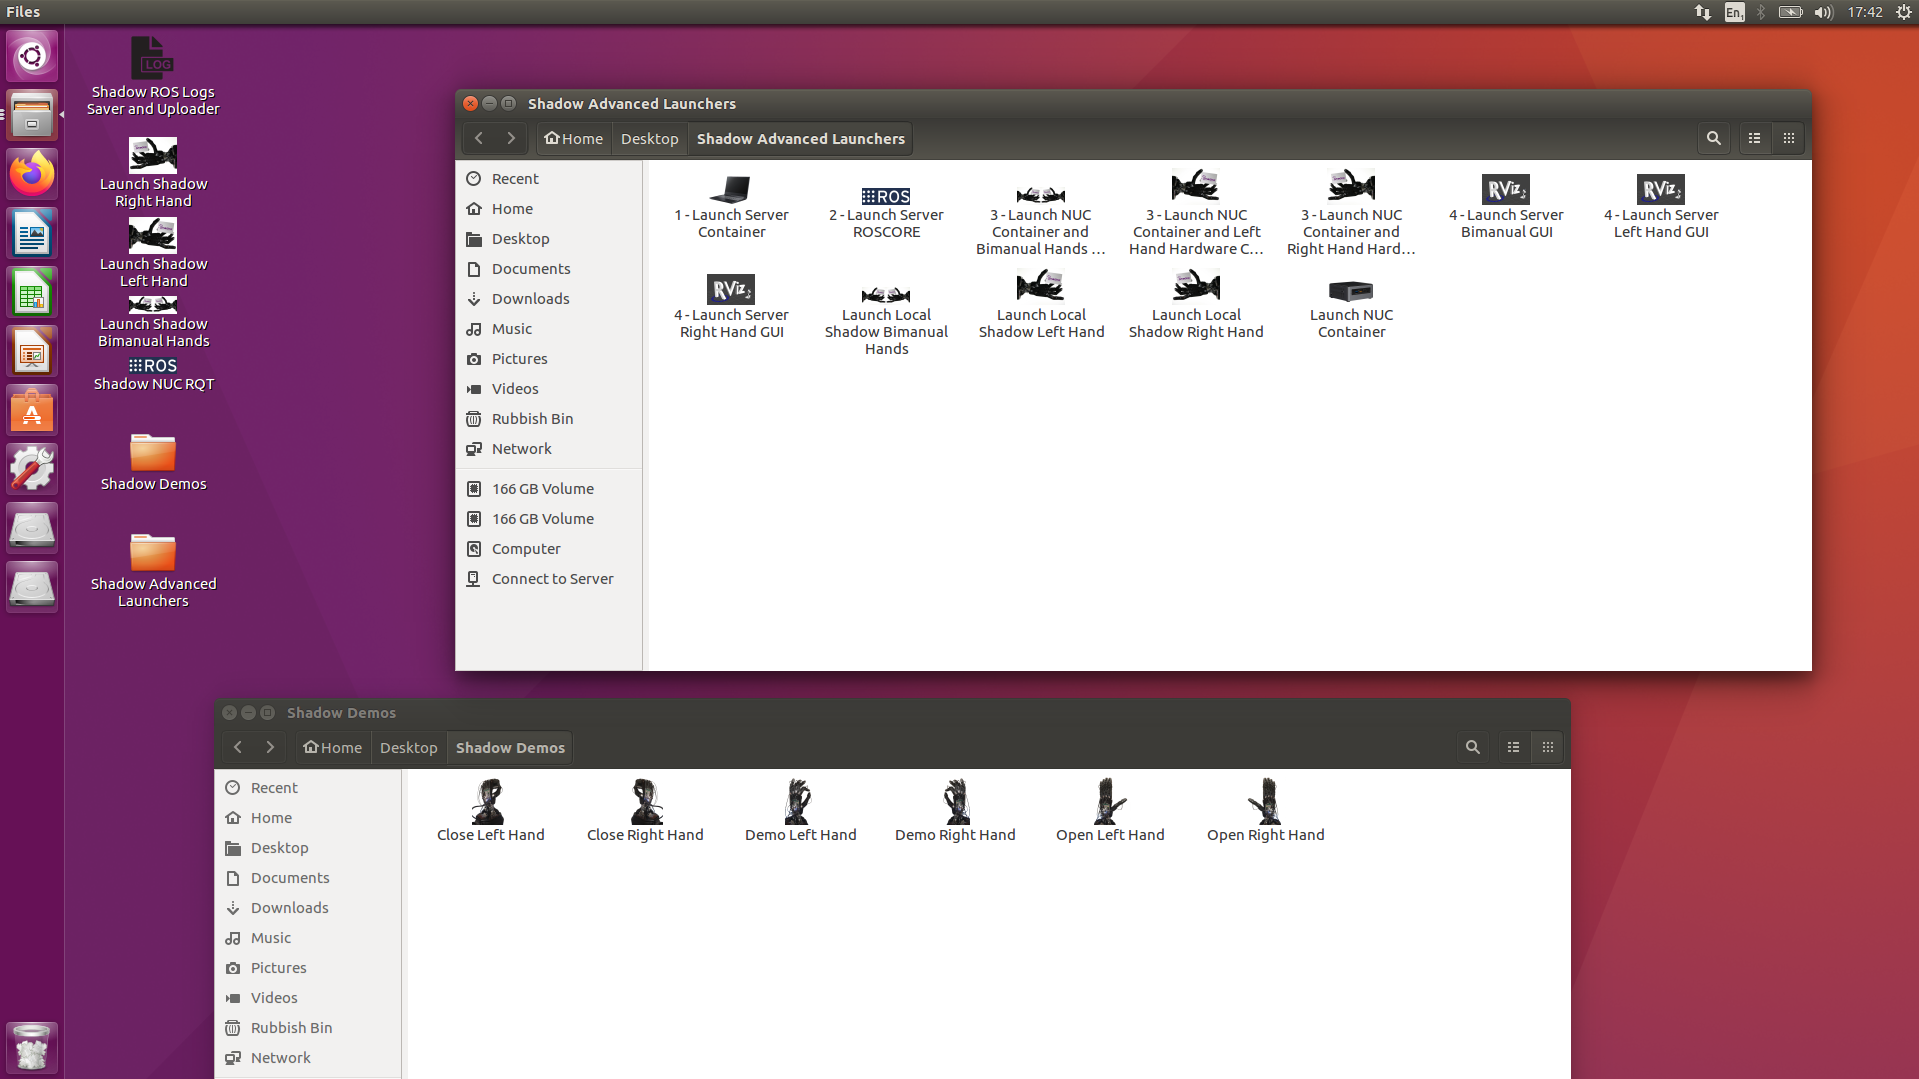 Files
En₁
17:42
LOG
Shadow ROS Logs
Saver and Uploader
Launch Shadow
Right Hand
Launch Shadow
Left Hand
Launch Shadow
Bimanual Hands
ROS
Shadow NUC RQT
Shadow Demos
Shadow Advanced
Launchers
Shadow Advanced Launchers
Home
Desktop
Shadow Advanced Launchers
Recent
Home
Desktop
Documents
Downloads
Music
Pictures
Videos
Rubbish Bin
Network
166 GB Volume
166 GB Volume
Computer
Connect to Server
1 - Launch Server
Container
ROS
2 - Launch Server
ROSCORE
3 - Launch NUC
Container and
Bimanual Hands ...
3 - Launch NUC
Container and Left
Hand Hardware C...
3 - Launch NUC
Container and
Right Hand Hard...
RViz
4 - Launch Server
Bimanual GUI
RViz
4 - Launch Server
Left Hand GUI
RViz
4 - Launch Server
Right Hand GUI
Launch Local
Shadow Bimanual
Hands
Launch Local
Shadow Left Hand
Launch Local
Shadow Right Hand
Launch NUC
Container
Shadow Demos
Home
Desktop
Shadow Demos
Recent
Home
Desktop
Documents
Downloads
Music
Pictures
Videos
Rubbish Bin
Network
Close Left Hand
Close Right Hand
Demo Left Hand
Demo Right Hand
Open Left Hand
Open Right Hand